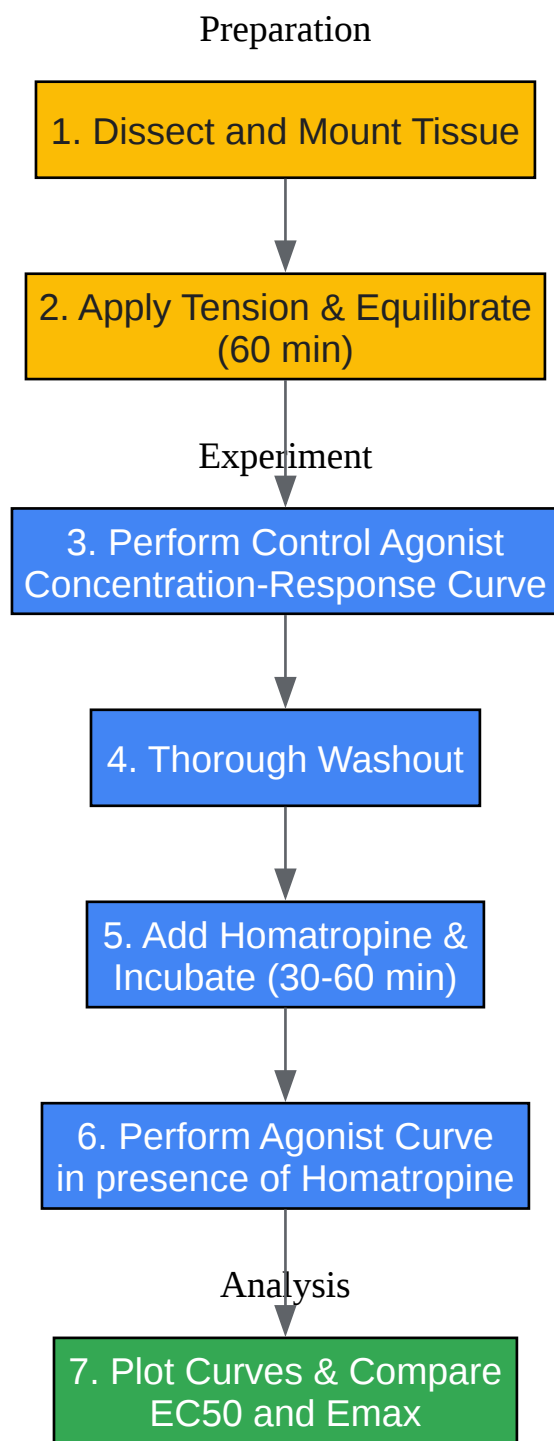 Preparation
1. Dissect and Mount Tissue
2. Apply Tension & Equilibrate
(60 min)
Experiment
3. Perform Control Agonist
Concentration-Response Curve
4. Thorough Washout
5. Add Homatropine &
Incubate (30-60 min)
6. Perform Agonist Curve
in presence of Homatropine
Analysis
7. Plot Curves & Compare
EC50 and Emax